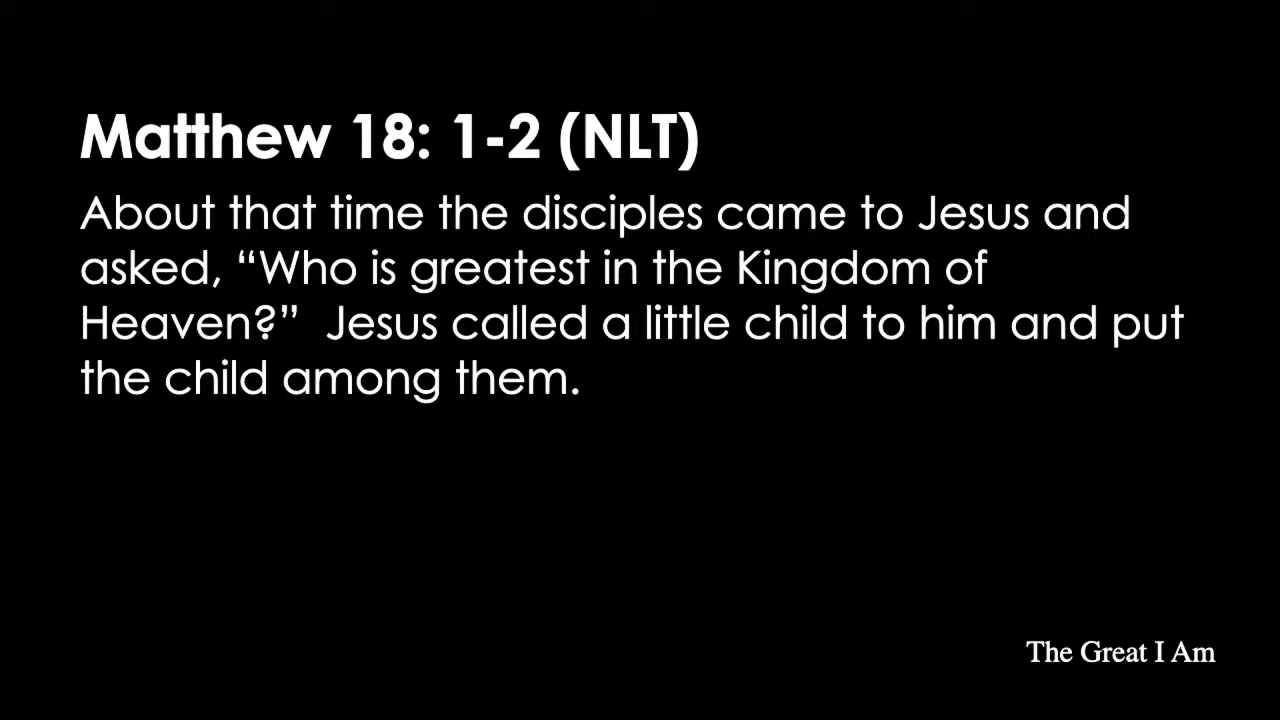 Matthew 18: 1-2 (NLT)
About that time the disciples came to Jesus and
asked, “Who is greatest in the Kingdom of
Heaven?”  Jesus called a little child to him and put
the child among them.
The Great I Am